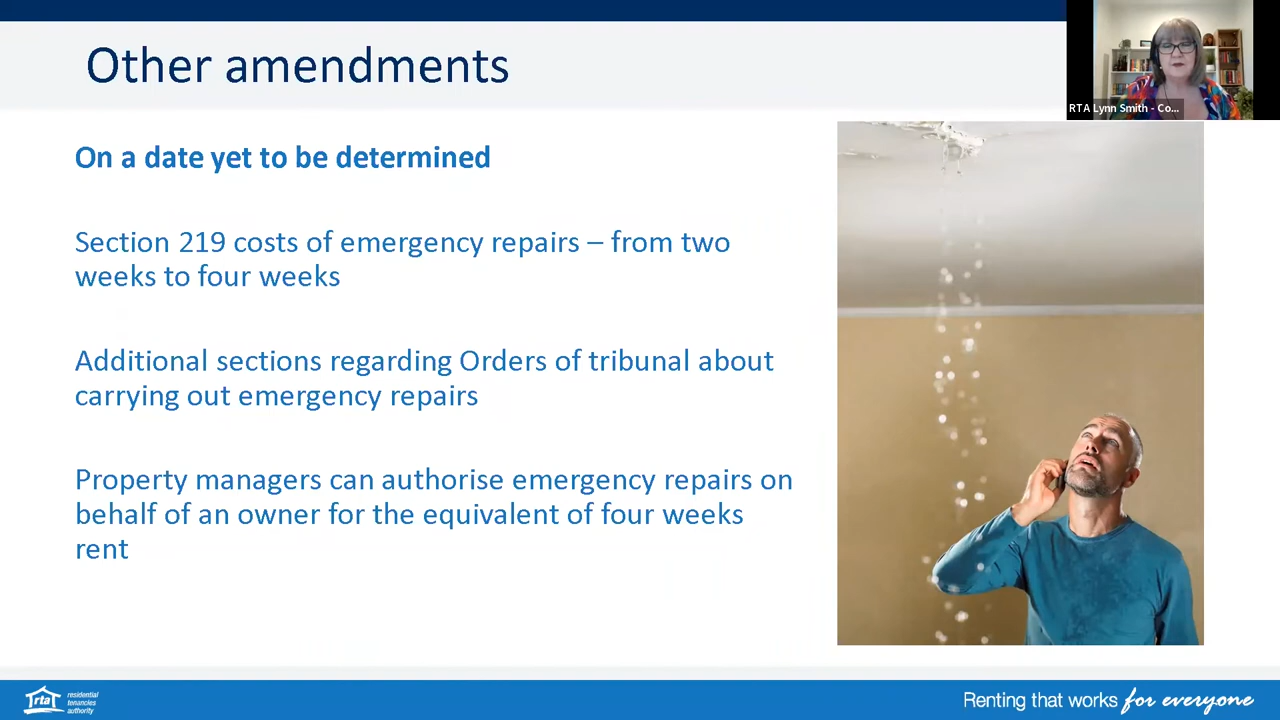 Other amendments
RTA Lynn Smith - Co...
On a date yet to be determined
Section 219 costs of emergency repairs – from two
weeks to four weeks
Additional sections regarding Orders of tribunal about
carrying out emergency repairs
Property managers can authorise emergency repairs on
behalf of an owner for the equivalent of four weeks
rent
rta
residential
tenancies
authority
Renting that works for everyone